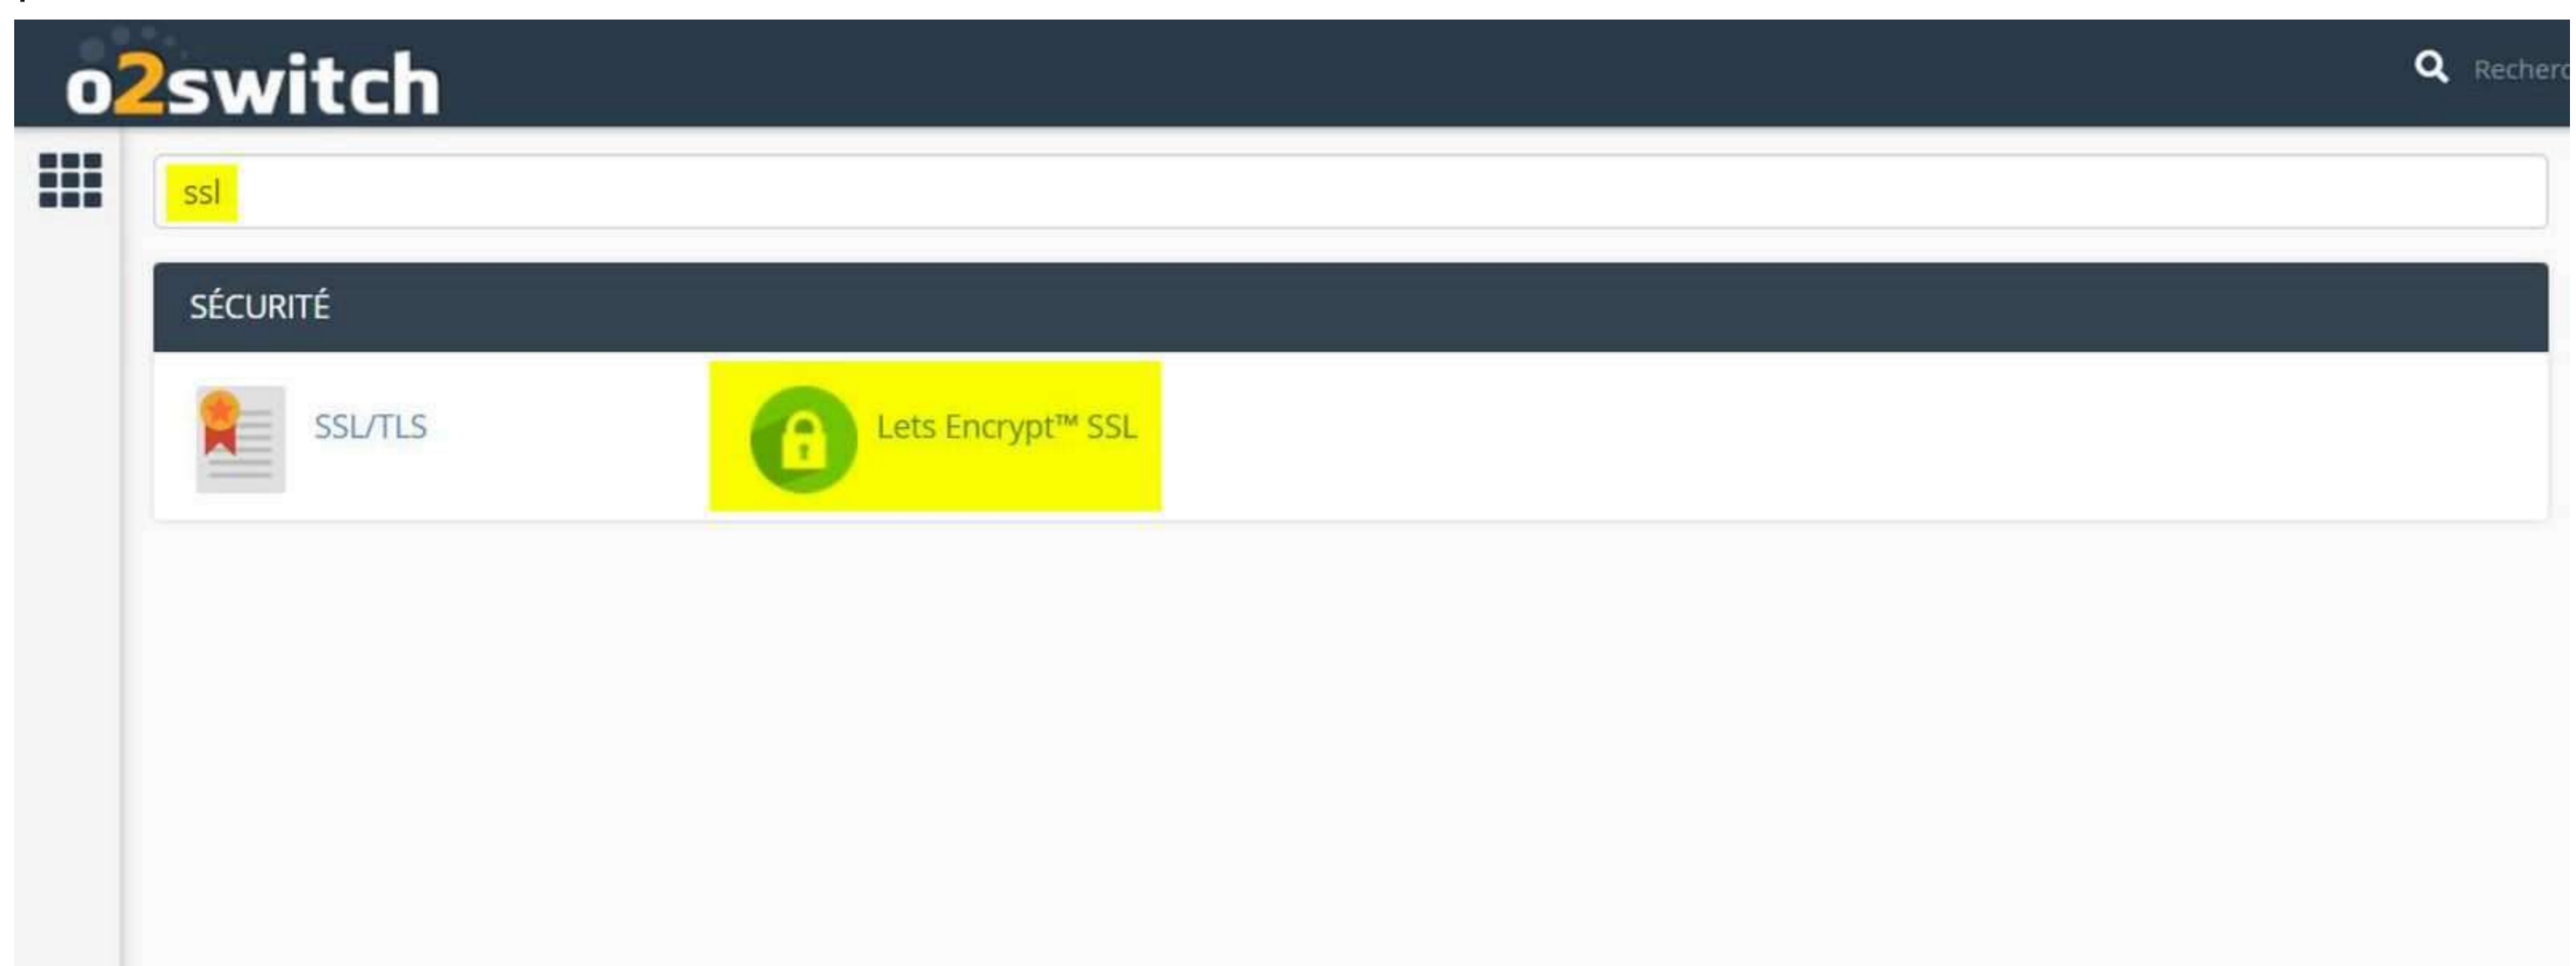 o2switch
Recherc
ssl
SÉCURITÉ
SSL/TLS
Lets Encrypt™ SSL